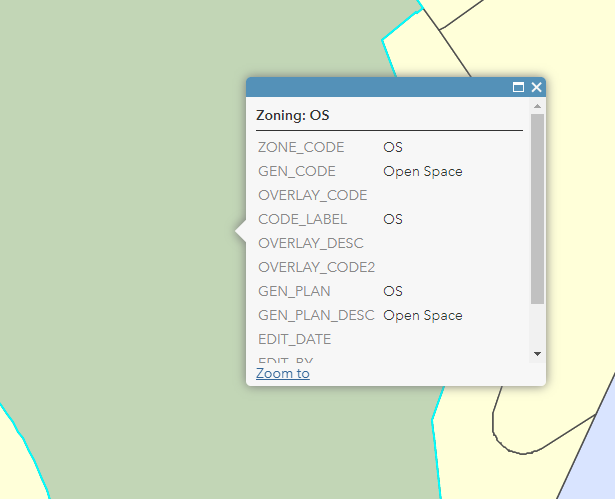 Zoning: OS
ZONE_CODE OS
GEN_CODE Open Space
OVERLAY_CODE
CODE_LABEL OS
OVERLAY_DESC
OVERLAY_CODE2
GEN_PLAN OS
GEN_PLAN_DESC Open Space
EDIT_DATE
EDIT_BY
Zoom to